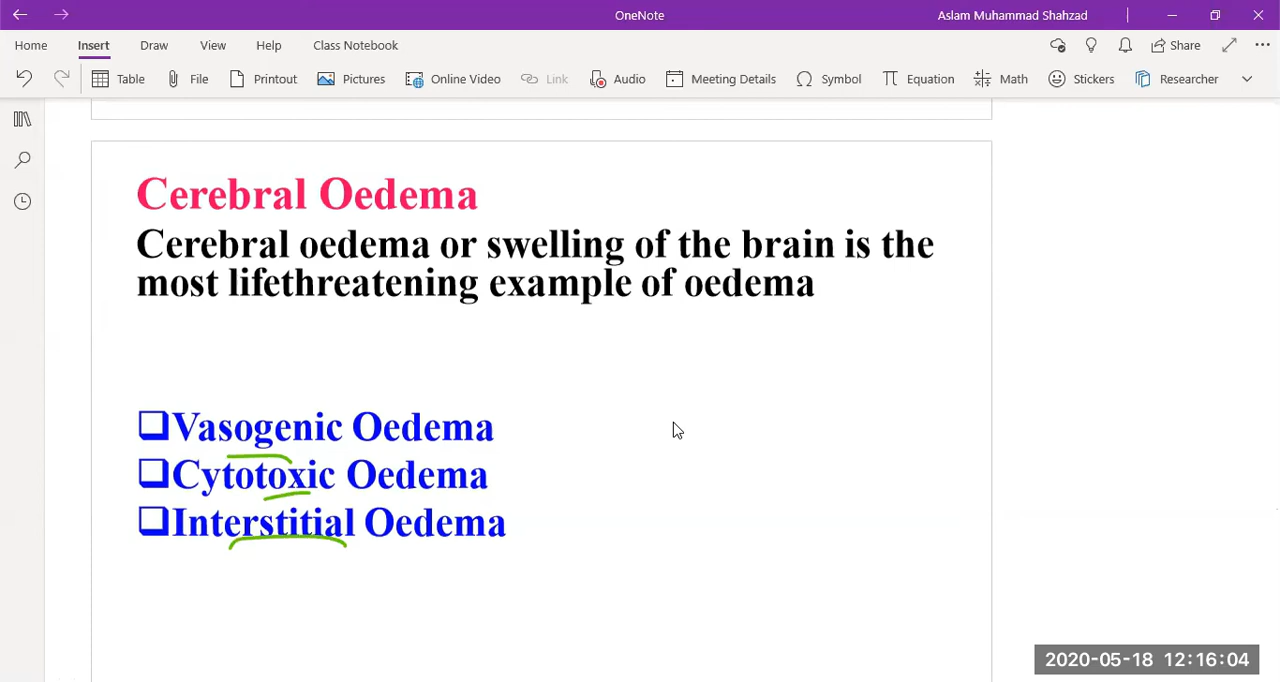 OneNote
Aslam Muhammad Shahzad
Home Insert Draw View Help Class Notebook Share
Table File Printout Pictures Online Video Link Audio Meeting Details Symbol Equation Math Stickers Researcher
Cerebral Oedema
Cerebral oedema or swelling of the brain is the
most lifethreatening example of oedema
Vasogenic Oedema
Cytotoxic Oedema
Interstitial Oedema
2020-05-18 12:16:04